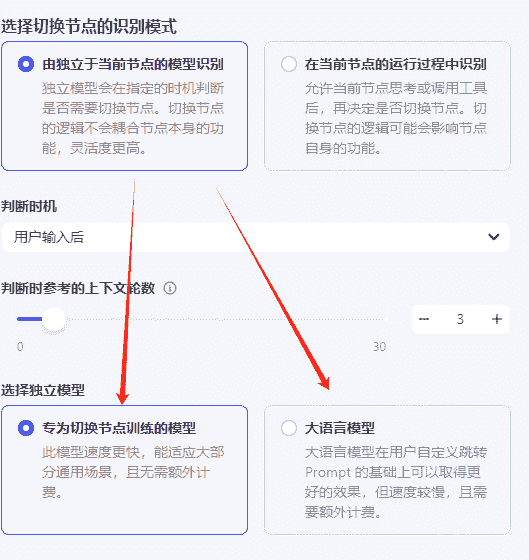 选择切换节点的识别模式
由独立于当前节点的模型识别
独立模型会在指定的时机判断
是否需要切换节点。切换节点
的逻辑不会耦合节点本身的功
能，灵活度更高。
在当前节点的运行过程中识别
允许当前节点思考或调用工具
后，再决定是否切换节点。切
换节点的逻辑可能会影响节点
自身的功能。
判断时机
用户输入后
判断时参考的上下文轮数
3
0
30
选择独立模型
专为切换节点训练的模型
此模型速度更快，能适应大部
分通用场景，且无需额外计
费。
大语言模型
大语言模型在用户自定义跳转
Prompt 的基础上可以取得更
好的效果，但速度较慢，且需
要额外计费。